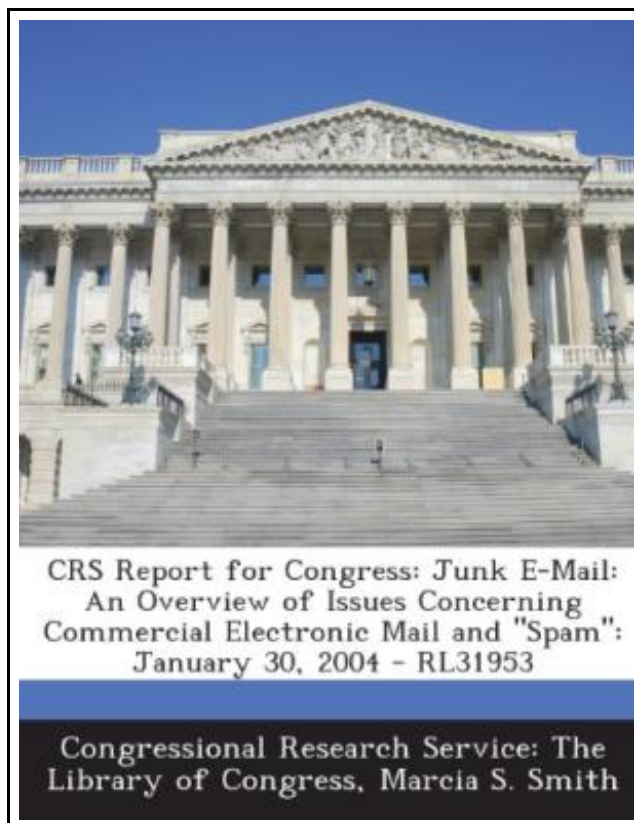 CRS Report for Congress: Junk E-Mail:
An Overview of Issues Concerning
Commercial Electronic Mail and "Spam":
January 30, 2004 - RL31953
Congressional Research Service: The
Library of Congress, Marcia S. Smith